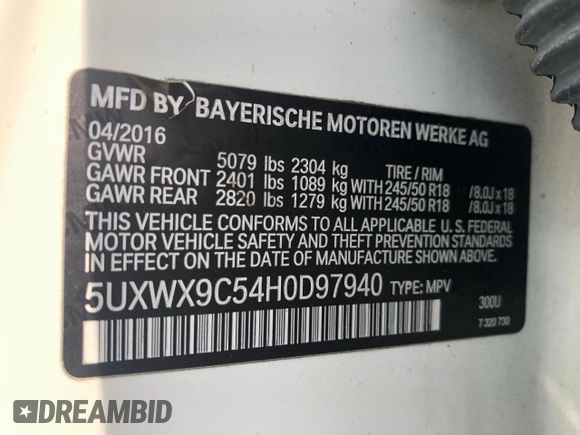 MFD BY BAYERISCHE MOTOREN WERKE AG
04/2016
GVWR 5079 lbs 2304 kg TIRE / RIM
GAWR FRONT 2401 lbs 1089 kg WITH 245/50 R18 /8.0J x 18
GAWR REAR 2820 lbs 1279 kg WITH 245/50 R18 /8.0J x 18
THIS VEHICLE CONFORMS TO ALL APPLICABLE U. S. FEDERAL
MOTOR VEHICLE SAFETY AND THEFT PREVENTION STANDARDS
IN EFFECT ON THE DATE OF MANUFACTURE SHOWN ABOVE.
5UXWX9C54H0D97940 TYPE: MPV
300U
7 320 730
DREAMBID